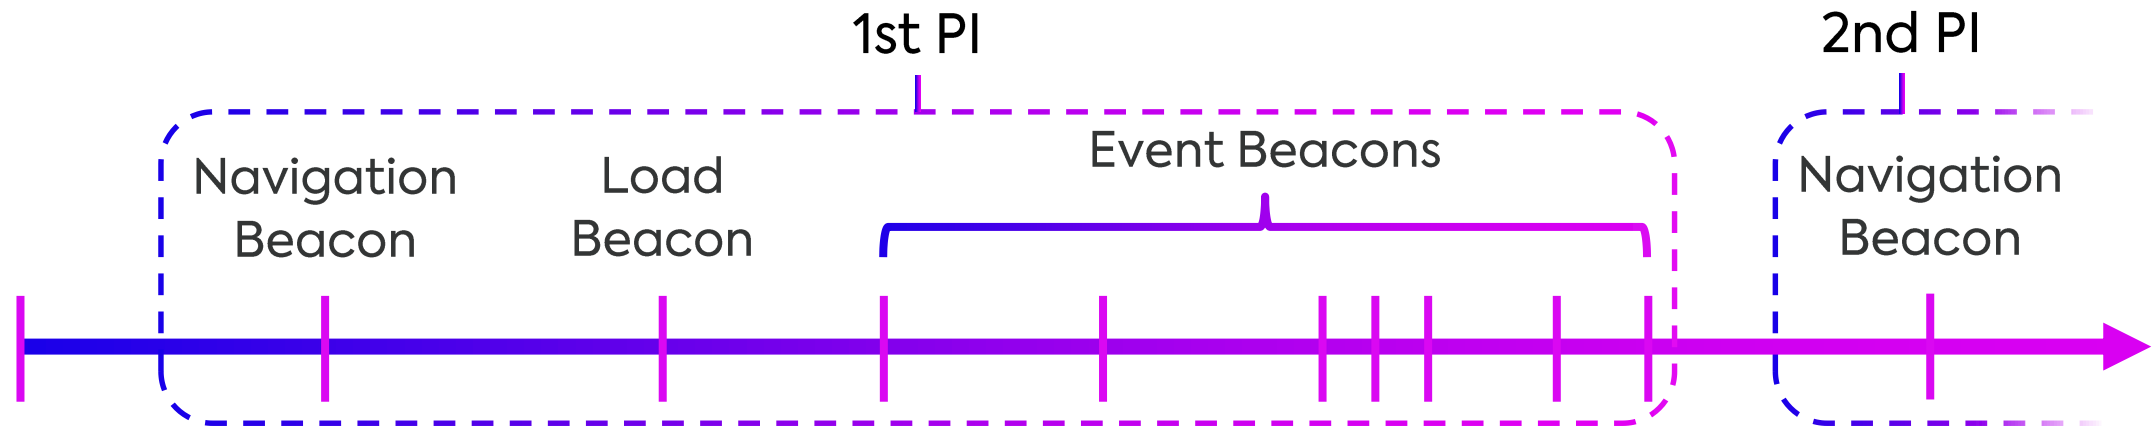 1st PI
2nd PI
Navigation
Beacon
Load
Beacon
Event Beacons
Navigation
Beacon